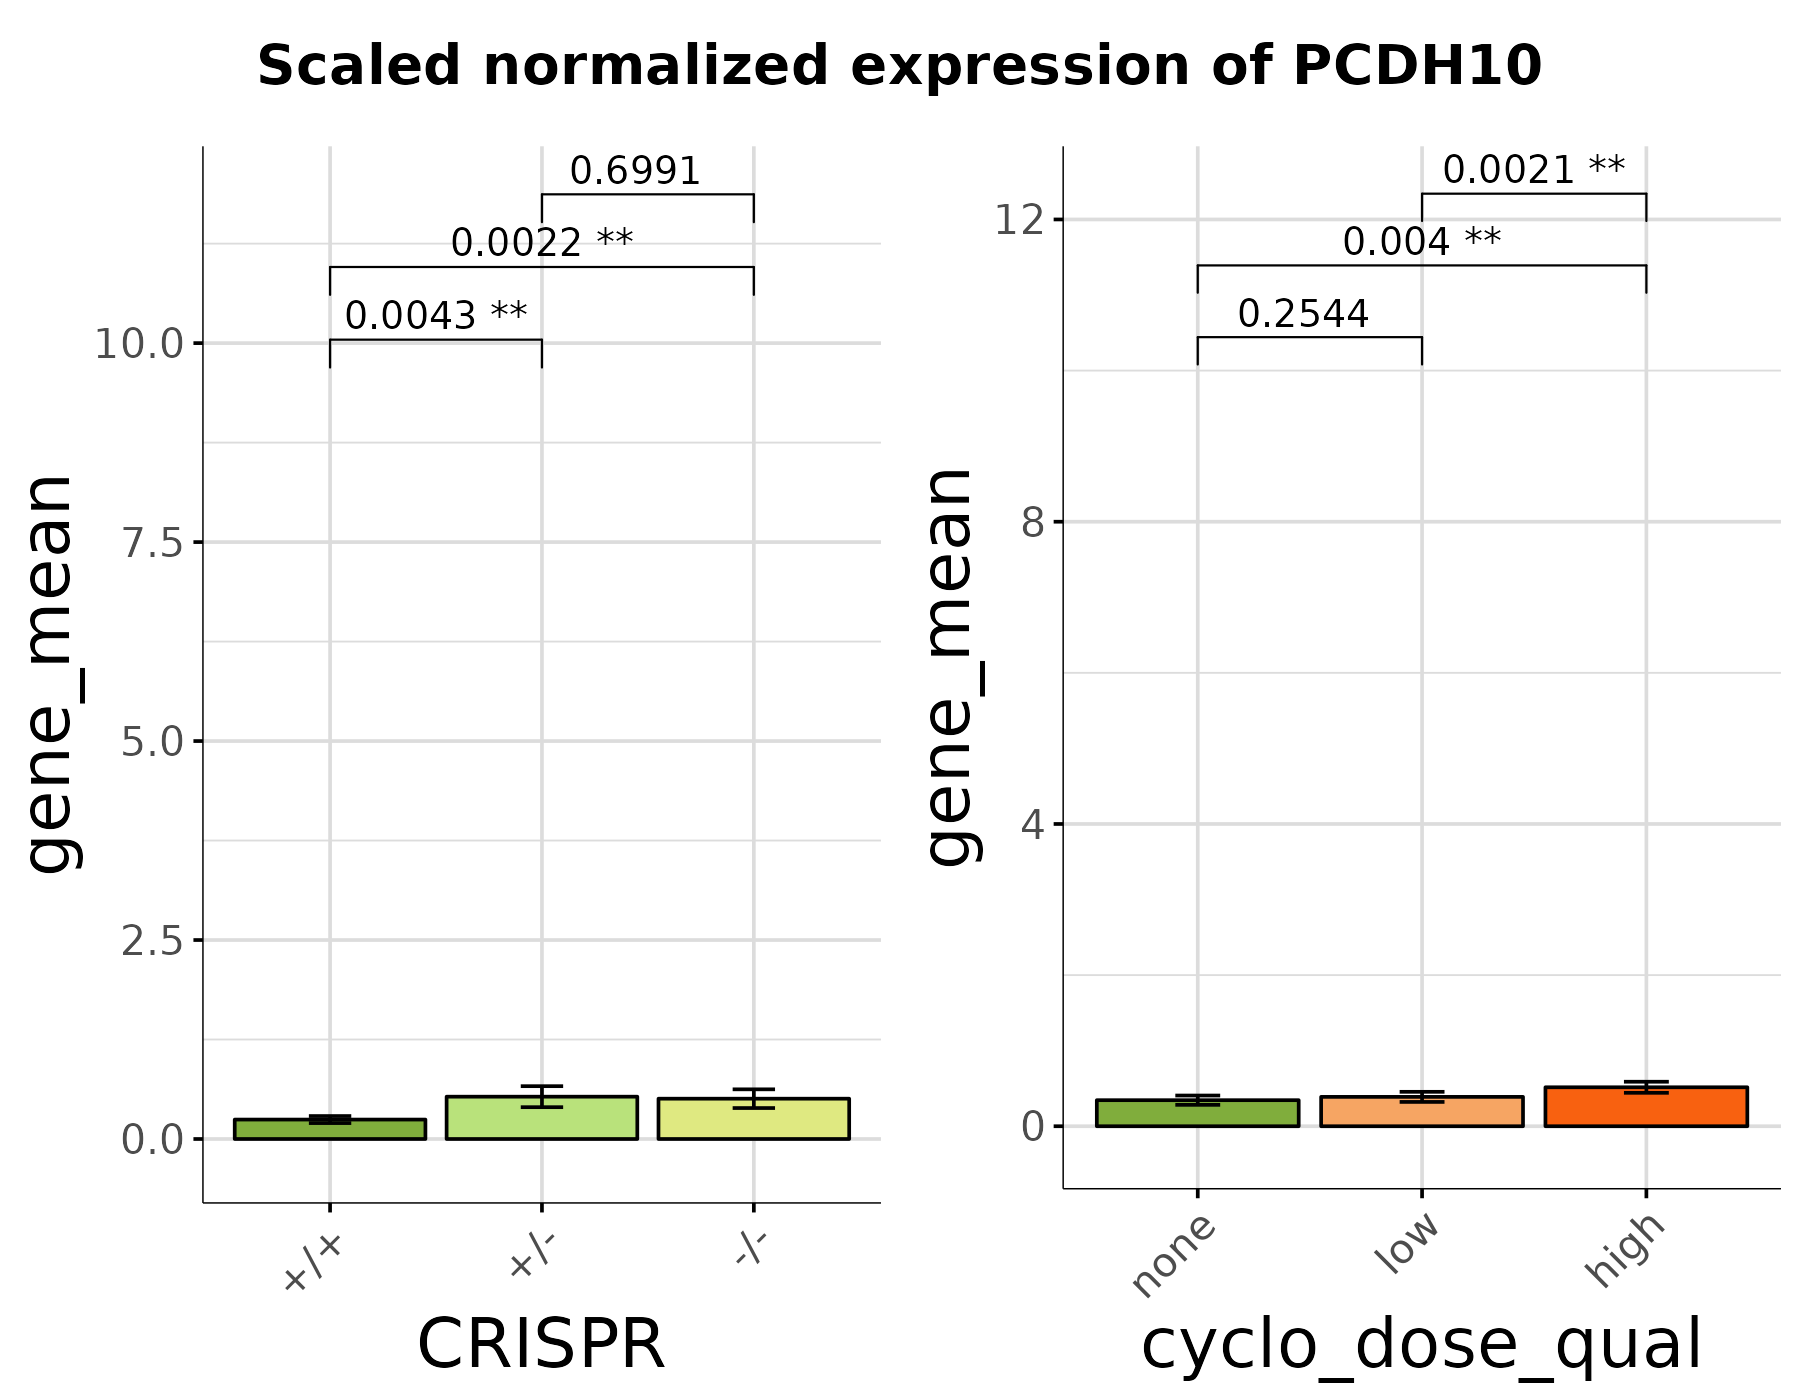 Scaled normalized expression of PCDH10
0.6991
0.0022 **
0.0043 **
10.0
7.5
5.0
2.5
0.0
gene_mean
+/+
+/-
-/-
CRISPR
0.0021 **
0.004 **
0.2544
12
8
4
0
gene_mean
none
low
high
cyclo_dose_qual